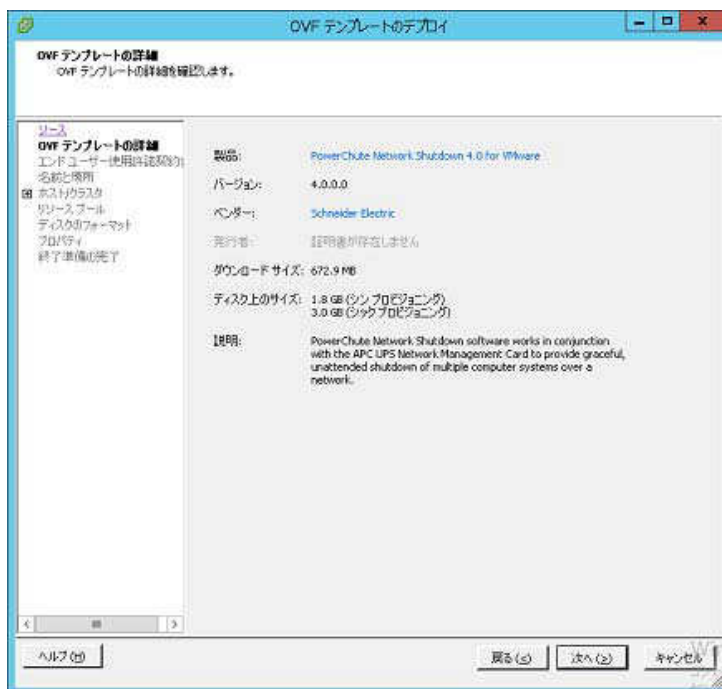 OVF テンプレートのデプロイ
OVF テンプレートの詳細
OVF テンプレートの詳細を確認します。
ソース
OVF テンプレートの詳細
エンド ユーザー使用許諾契約
名前と場所
ホスト/クラスタ
リソース プール
ディスクのフォーマット
プロパティ
終了準備の完了
製品: PowerChute Network Shutdown 4.0 for VMware
バージョン: 4.0.0.0
ベンダー: Schneider Electric
発行者: 証明書が存在しません
ダウンロード サイズ: 672.9 MB
ディスク上のサイズ: 1.8 GB (シン プロビジョニング)
3.0 GB (シック プロビジョニング)
説明: PowerChute Network Shutdown software works in conjunction
with the APC UPS Network Management Card to provide graceful,
unattended shutdown of multiple computer systems over a
network.
ヘルプ(H) 戻る(≤) 次へ(≥) キャンセル